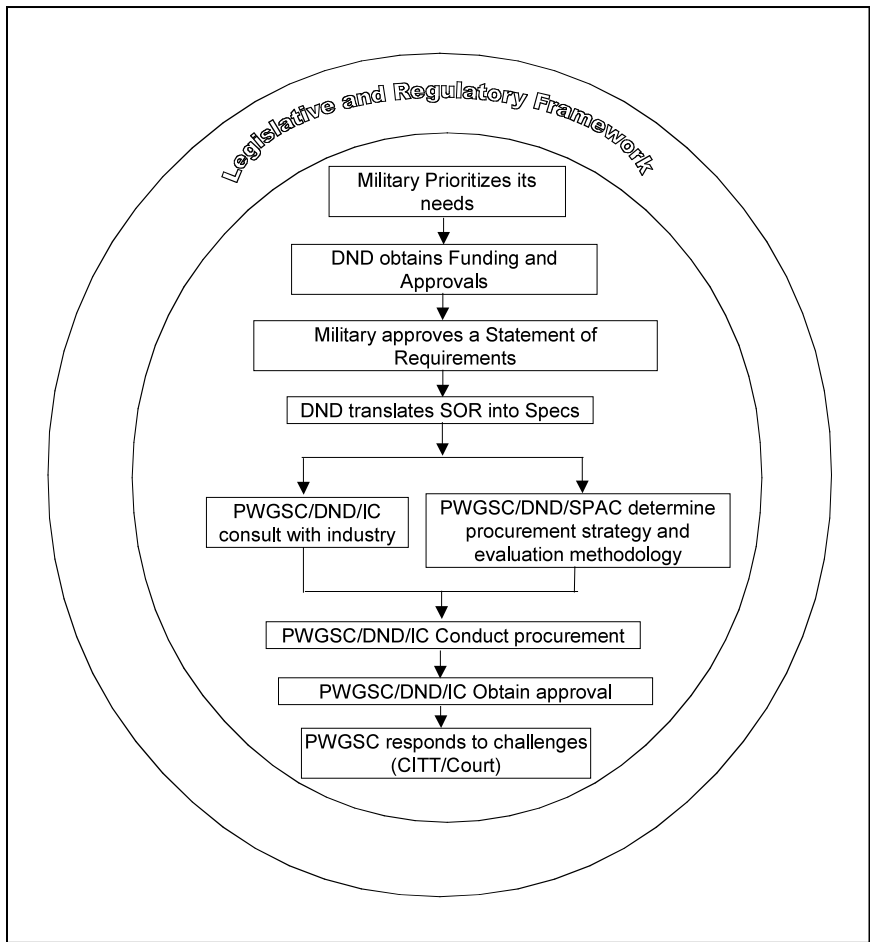 Legislative and Regulatory Framework
Military Prioritizes its
needs
DND obtains Funding and
Approvals
Military approves a Statement of
Requirements
DND translates SOR into Specs
PWGSC/DND/IC
consult with industry
PWGSC/DND/SPAC determine
procurement strategy and
evaluation methodology
PWGSC/DND/IC Conduct procurement
PWGSC/DND/IC Obtain approval
PWGSC responds to challenges
(CITT/Court)